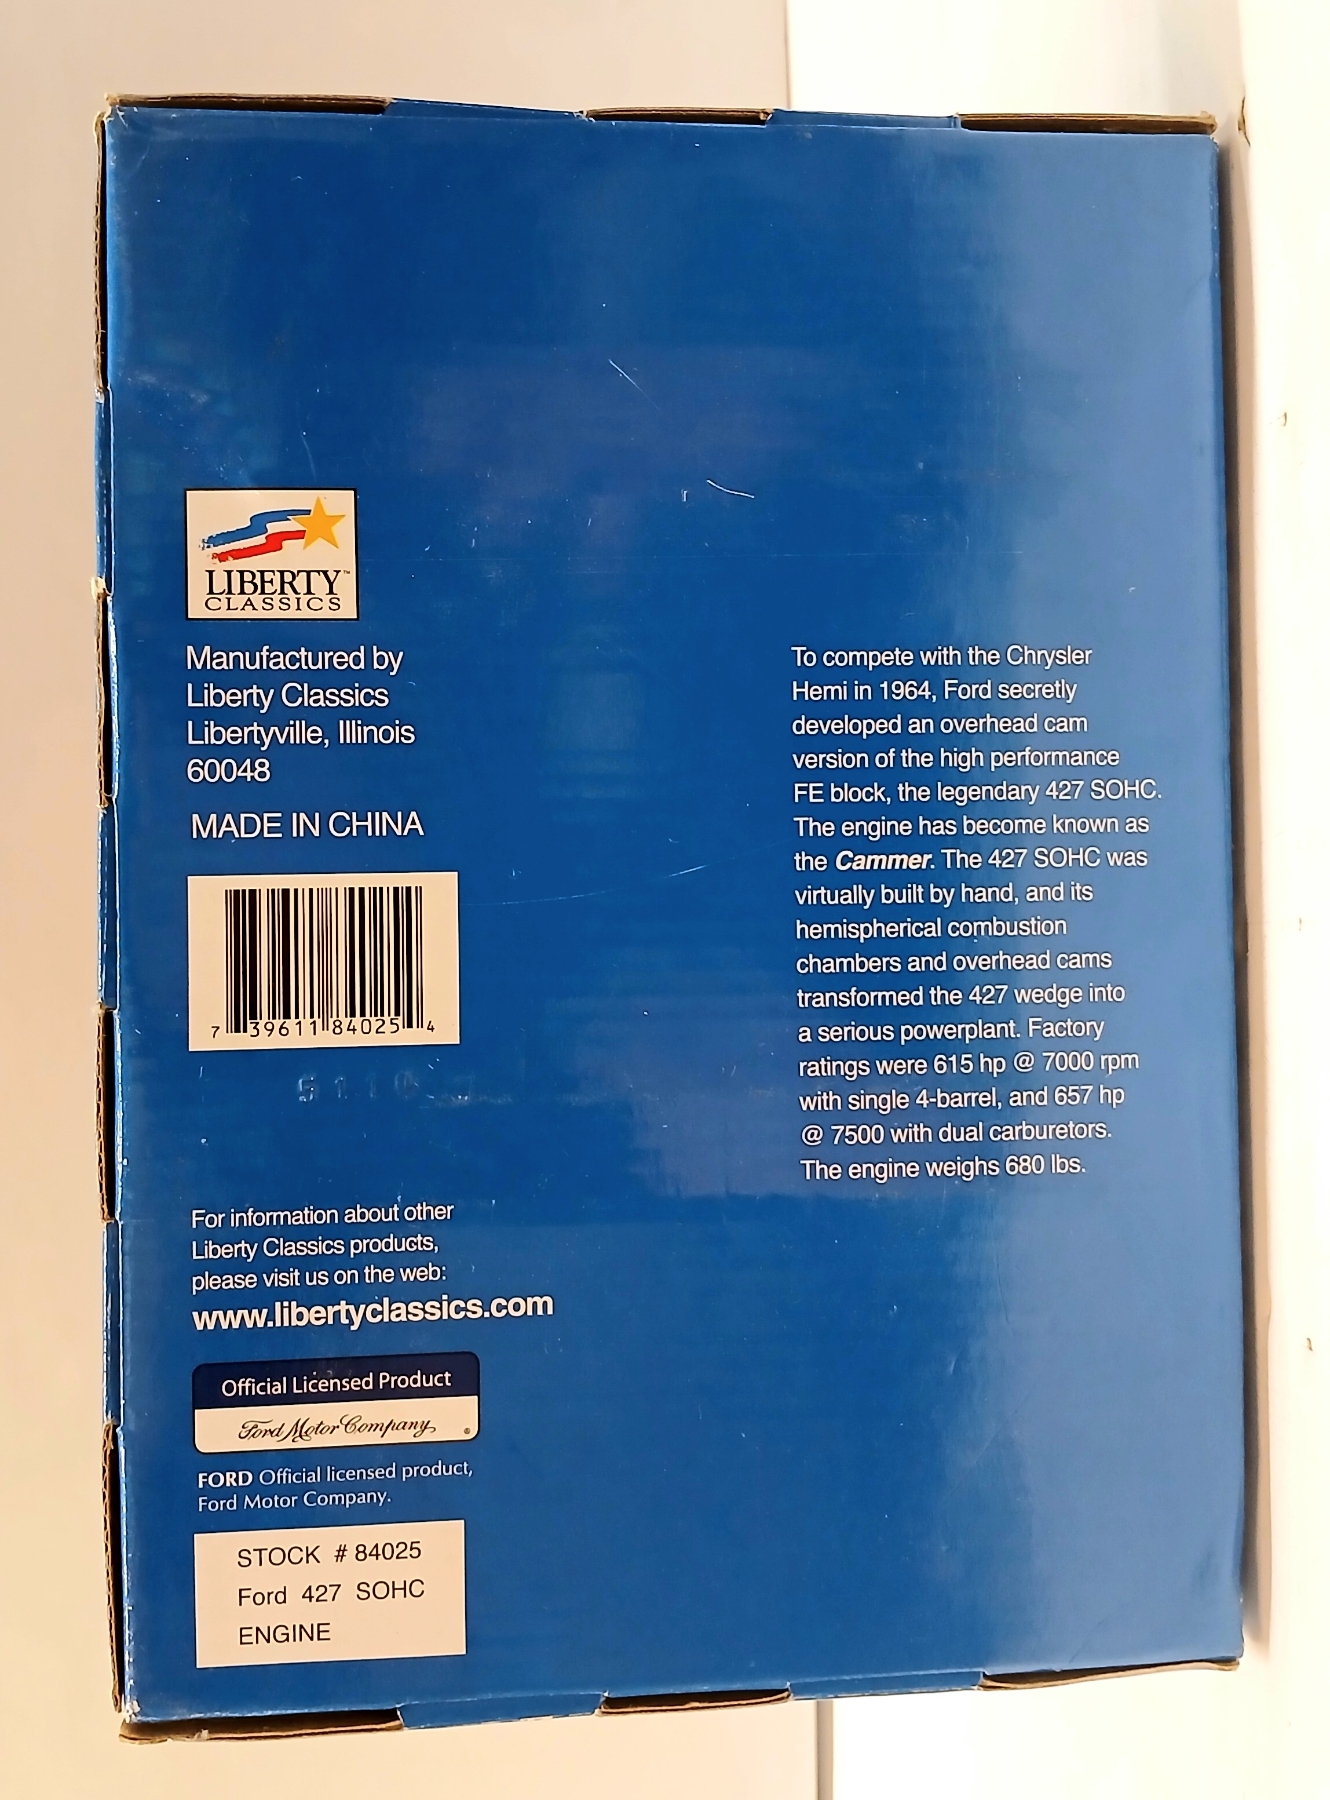 LIBERTY™
CLASSICS
Manufactured by
Liberty Classics
Libertyville, Illinois
60048
MADE IN CHINA
7 39611 84025 4
For information about other
Liberty Classics products,
please visit us on the web:
www.libertyclassics.com
Official Licensed Product
Ford Motor Company ®
FORD Official licensed product,
Ford Motor Company.
STOCK # 84025
Ford 427 SOHC
ENGINE
To compete with the Chrysler
Hemi in 1964, Ford secretly
developed an overhead cam
version of the high performance
FE block, the legendary 427 SOHC.
The engine has become known as
the Cammer. The 427 SOHC was
virtually built by hand, and its
hemispherical combustion
chambers and overhead cams
transformed the 427 wedge into
a serious powerplant. Factory
ratings were 615 hp @ 7000 rpm
with single 4-barrel, and 657 hp
@ 7500 with dual carburetors.
The engine weighs 680 lbs.